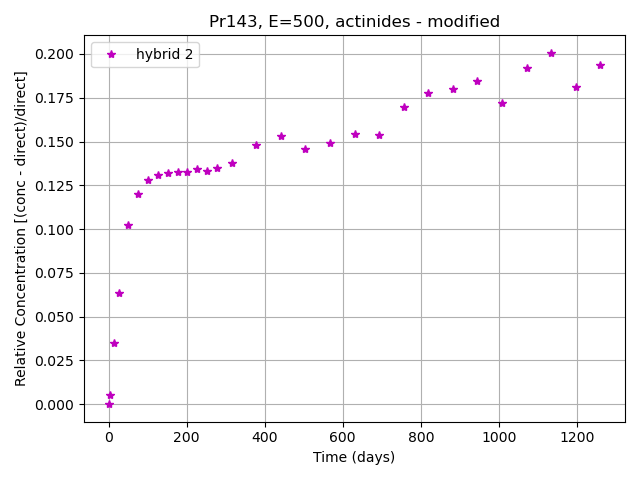 Pr143, E=500, actinides - modified
hybrid 2
Relative Concentration [(conc - direct)/direct]
0.200
0.175
0.150
0.125
0.100
0.075
0.050
0.025
0.000
0 200 400 600 800 1000 1200
Time (days)